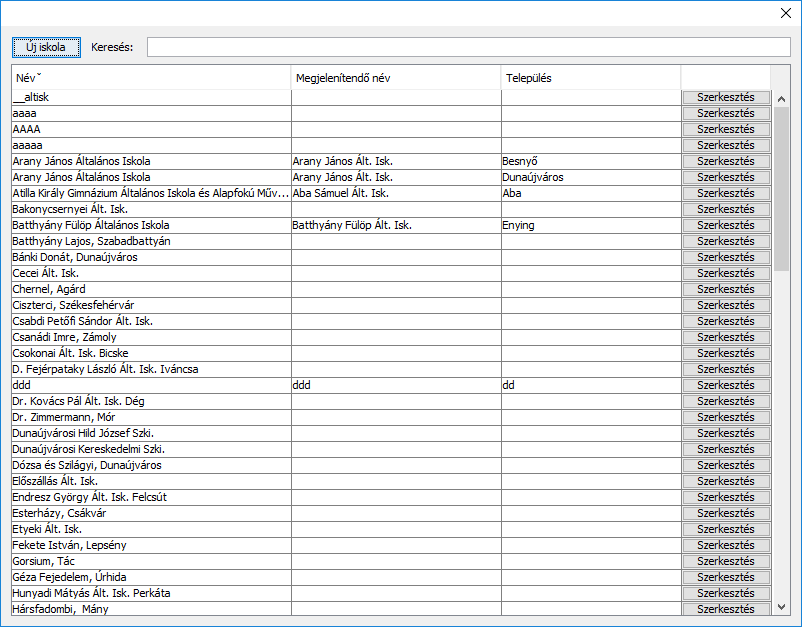 Új iskola Keresés:
Név Megjelenítendő név Település
__altisk Szerkesztés
aaaa Szerkesztés
AAAA Szerkesztés
aaaaa Szerkesztés
Arany János Általános Iskola Arany János Ált. Isk. Besnyő Szerkesztés
Arany János Általános Iskola Arany János Ált. Isk. Dunaújváros Szerkesztés
Atilla Király Gimnázium Általános Iskola és Alapfokú Műv... Aba Sámuel Ált. Isk. Aba Szerkesztés
Bakonycsernyei Ált. Isk. Szerkesztés
Batthyány Fülöp Általános Iskola Batthyány Fülöp Ált. Isk. Enying Szerkesztés
Batthyány Lajos, Szabadbattyán Szerkesztés
Bánki Donát, Dunaújváros Szerkesztés
Cecei Ált. Isk. Szerkesztés
Chernel, Agárd Szerkesztés
Ciszterci, Székesfehérvár Szerkesztés
Csabdi Petőfi Sándor Ált. Isk. Szerkesztés
Csanádi Imre, Zámoly Szerkesztés
Csokonai Ált. Isk. Bicske Szerkesztés
D. Fejérpataky László Ált. Isk. Iváncsa Szerkesztés
ddd ddd dd Szerkesztés
Dr. Kovács Pál Ált. Isk. Dég Szerkesztés
Dr. Zimmermann, Mór Szerkesztés
Dunaújvárosi Hild József Szki. Szerkesztés
Dunaújvárosi Kereskedelmi Szki. Szerkesztés
Dózsa és Szilágyi, Dunaújváros Szerkesztés
Előszállás Ált. Isk. Szerkesztés
Endresz György Ált. Isk. Felcsút Szerkesztés
Esterházy, Csákvár Szerkesztés
Etyeki Ált. Isk. Szerkesztés
Fekete István, Lepsény Szerkesztés
Gorsium, Tác Szerkesztés
Géza Fejedelem, Úrhida Szerkesztés
Hunyadi Mátyás Ált. Isk. Perkáta Szerkesztés
Hársfadombi, Mány Szerkesztés